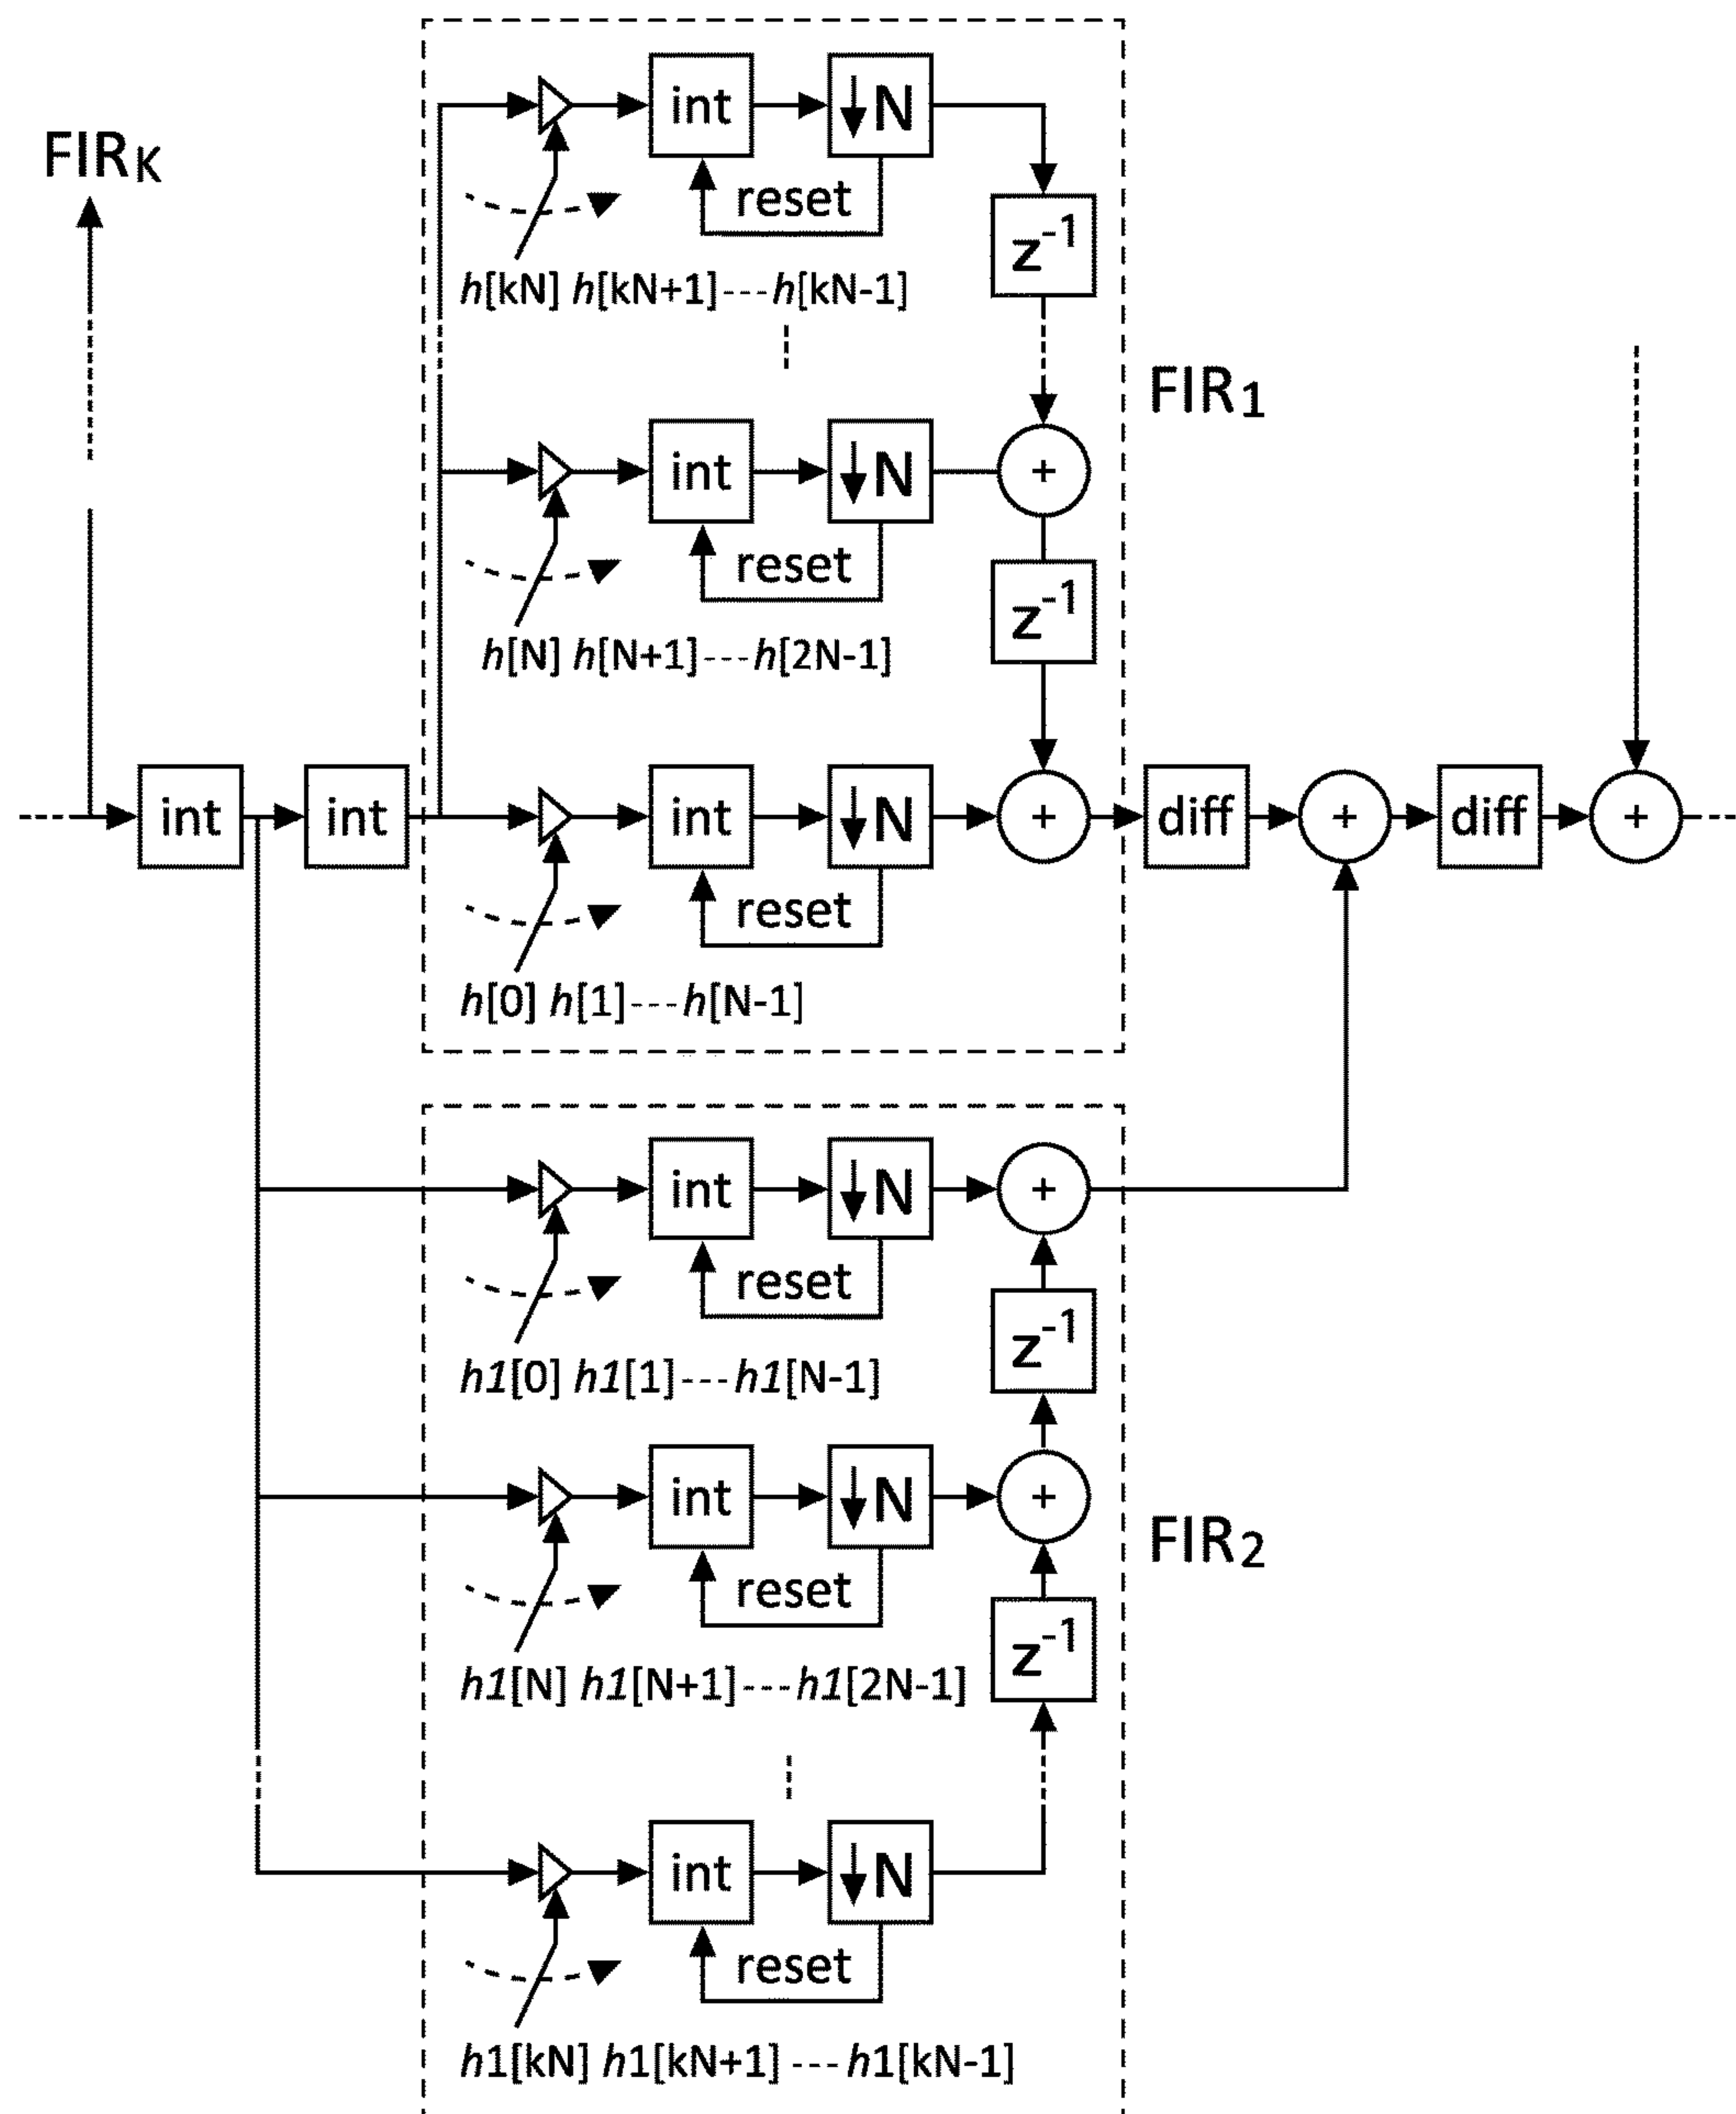 int
↓N
FIRK
reset
z-1
h[kN] h[kN+1]----h[kN-1]
FIR1
int
↓N
+
reset
z-1
h[N] h[N+1]----h[2N-1]
int
int
int
↓N
+
diff
+
diff
+
reset
h[0] h[1]----h[N-1]
int
↓N
+
reset
z-1
h1[0] h1[1]----h1[N-1]
int
↓N
+
FIR2
reset
z-1
h1[N] h1[N+1]----h1[2N-1]
int
↓N
reset
h1[kN] h1[kN+1]----h1[kN-1]